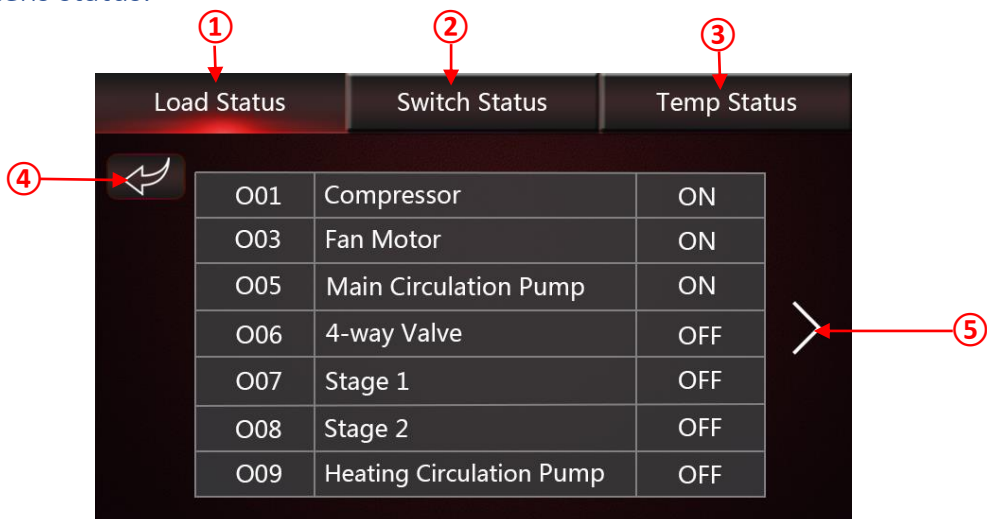 ①
②
③
Load Status Switch Status Temp Status
④
O01 Compressor ON
O03 Fan Motor ON
O05 Main Circulation Pump ON
O06 4-way Valve OFF
⑤
O07 Stage 1 OFF
O08 Stage 2 OFF
O09 Heating Circulation Pump OFF